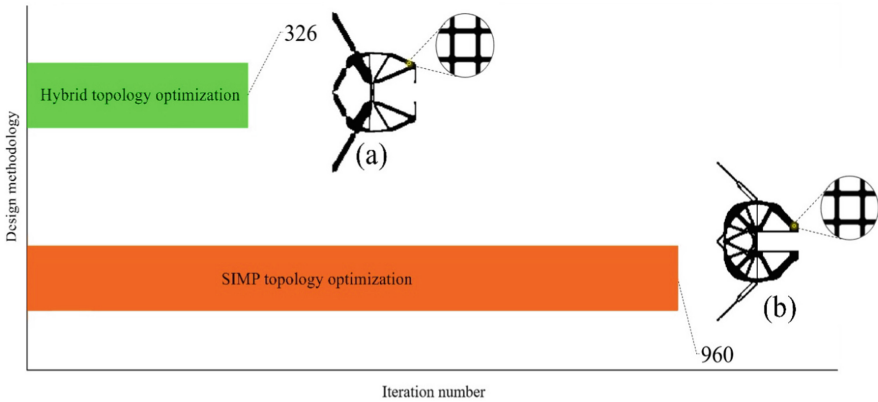 326
Hybrid topology optimization
(a)
Design methodology
SIMP topology optimization
(b)
960
Iteration number